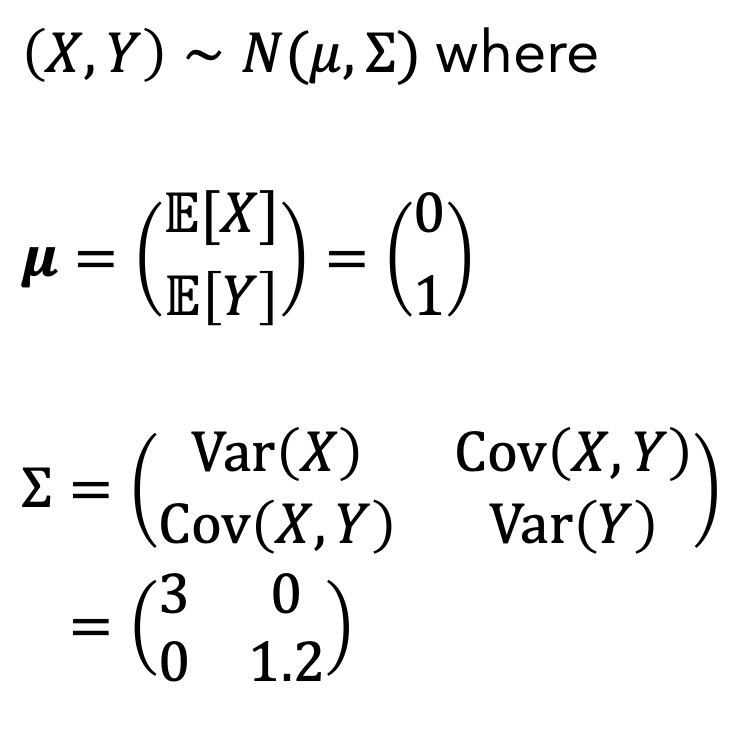 (X, Y) ~ N(μ, Σ) where
μ = (𝔼[X] 𝔼[Y]) = (0 1)
Σ = (Var(X) Cov(X, Y)
Cov(X, Y) Var(Y))
= (3 0
0 1.2)